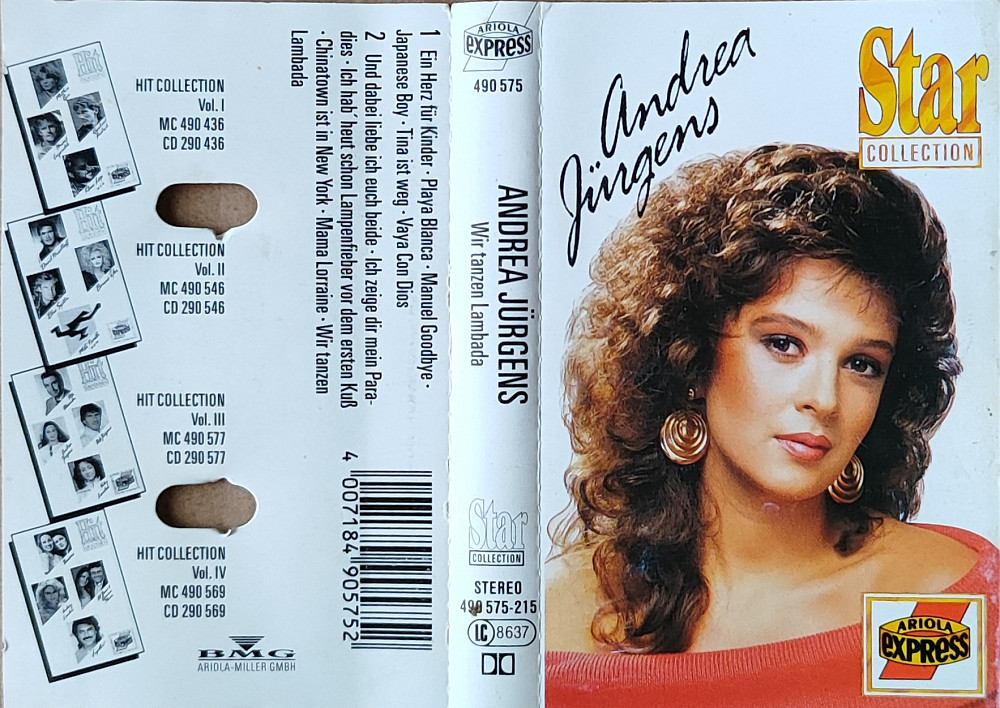 HIT COLLECTION
Vol. I
MC 490 436
CD 290 436
HIT COLLECTION
Vol. II
MC 490 546
CD 290 546
HIT COLLECTION
Vol. III
MC 490 577
CD 290 577
HIT COLLECTION
Vol. IV
MC 490 569
CD 290 569
BMG
ARIOLA-MILLER GMBH
1 Ein Herz für Kinder · Playa Blanca · Manuel Goodbye ·
Japanese Boy · Tina ist weg · Vaya Con Dios
2 Und dabei liebe ich euch beide · Ich zeige dir mein Para-
dies · Ich hab' heut schon Lampenfieber vor dem ersten Kuß
· Chinatown ist in New York · Mama Lorraine · Wir tanzen
Lambada
4 007184 905752
ARIOLA
EXPRESS
490 575
ANDREA JÜRGENS
Wir tanzen Lambada
Star
COLLECTION
STEREO
490 575-215
LC 8637
Andrea
Jürgens
Star
COLLECTION
ARIOLA
EXPRESS